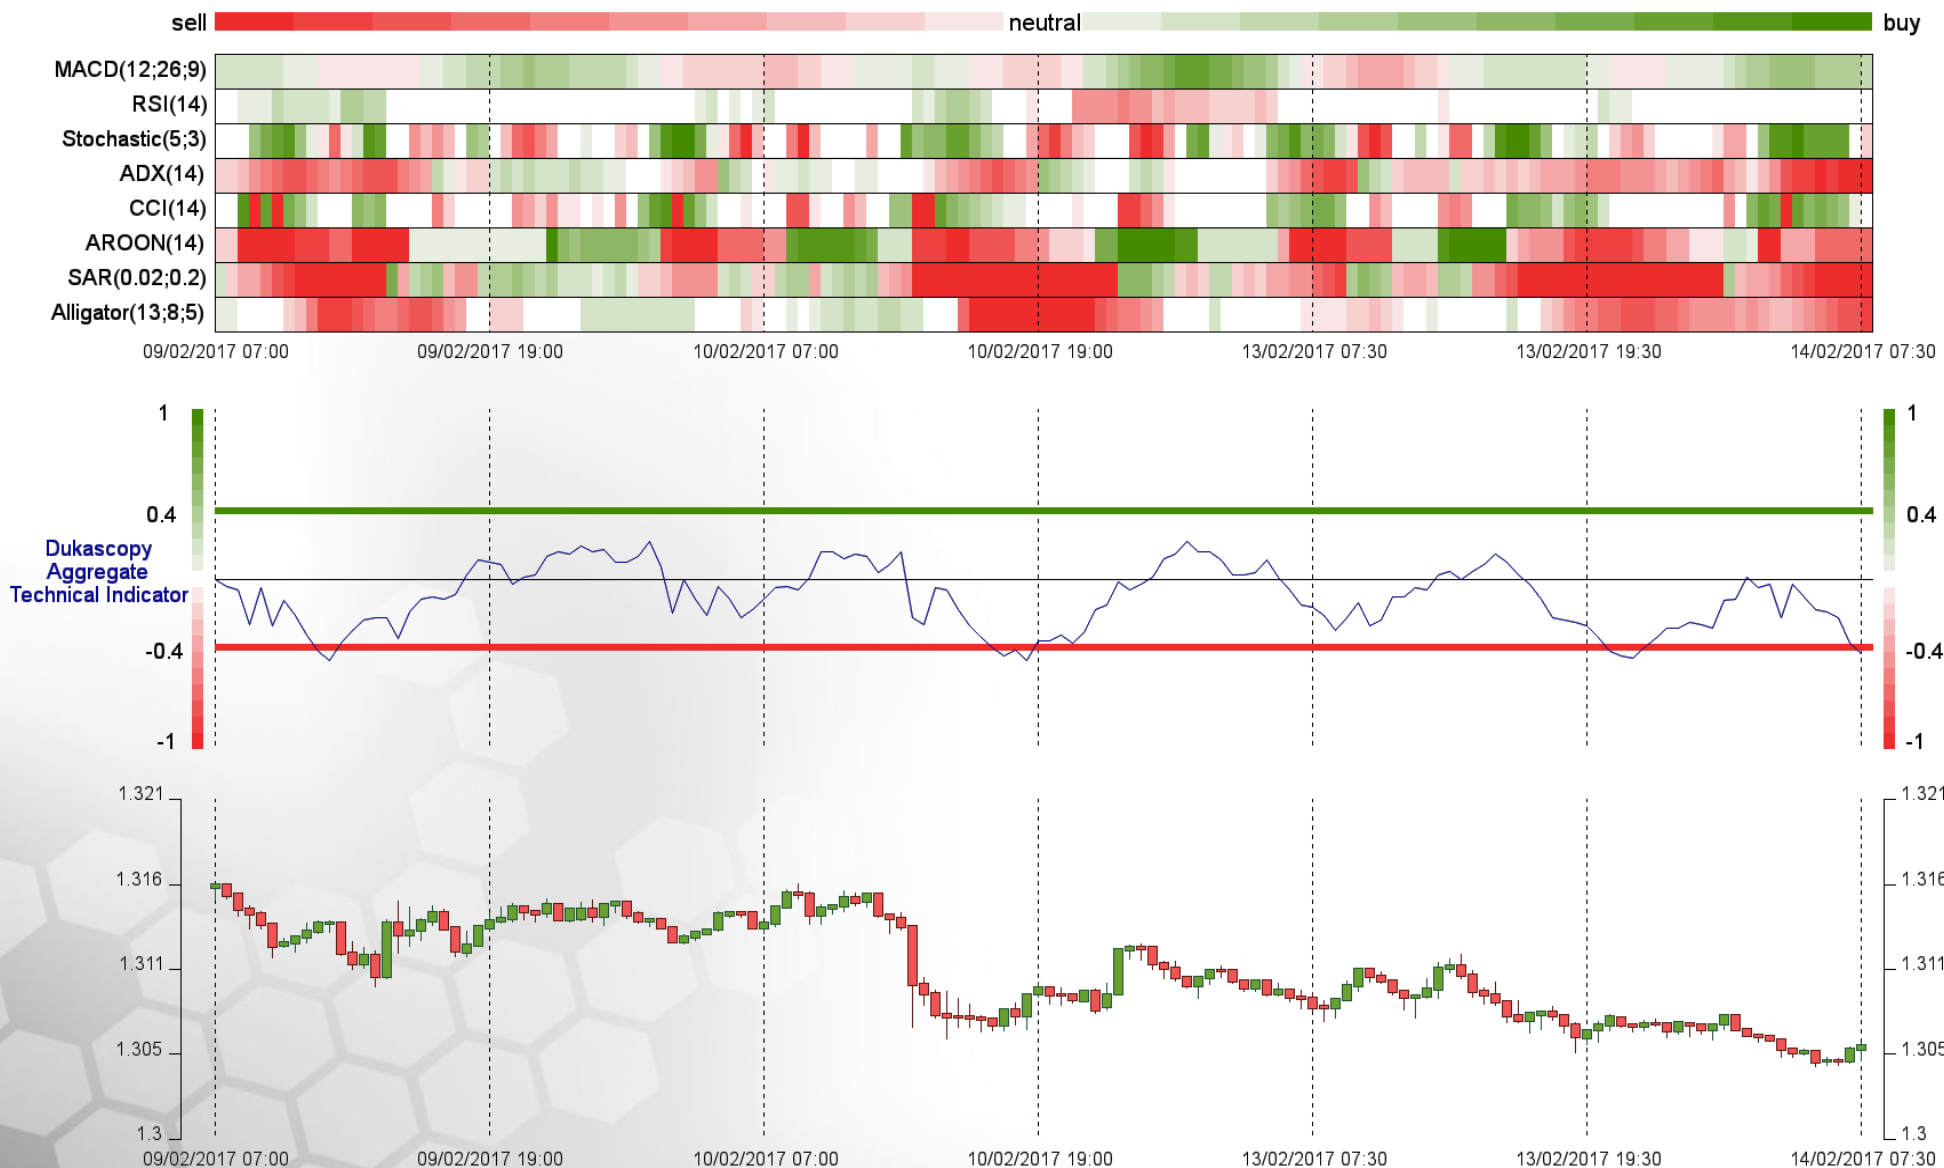 sell neutral buy
MACD(12;26;9)
RSI(14)
Stochastic(5;3)
ADX(14)
CCI(14)
AROON(14)
SAR(0.02;0.2)
Alligator(13;8;5)
09/02/2017 07:00 09/02/2017 19:00 10/02/2017 07:00 10/02/2017 19:00 13/02/2017 07:30 13/02/2017 19:30 14/02/2017 07:30
1 1
0.4 0.4
Dukascopy
Aggregate
Technical Indicator
-0.4 -0.4
-1 -1
1.321 1.321
1.316 1.316
1.311 1.311
1.305 1.305
1.3 1.3
09/02/2017 07:00 09/02/2017 19:00 10/02/2017 07:00 10/02/2017 19:00 13/02/2017 07:30 13/02/2017 19:30 14/02/2017 07:30